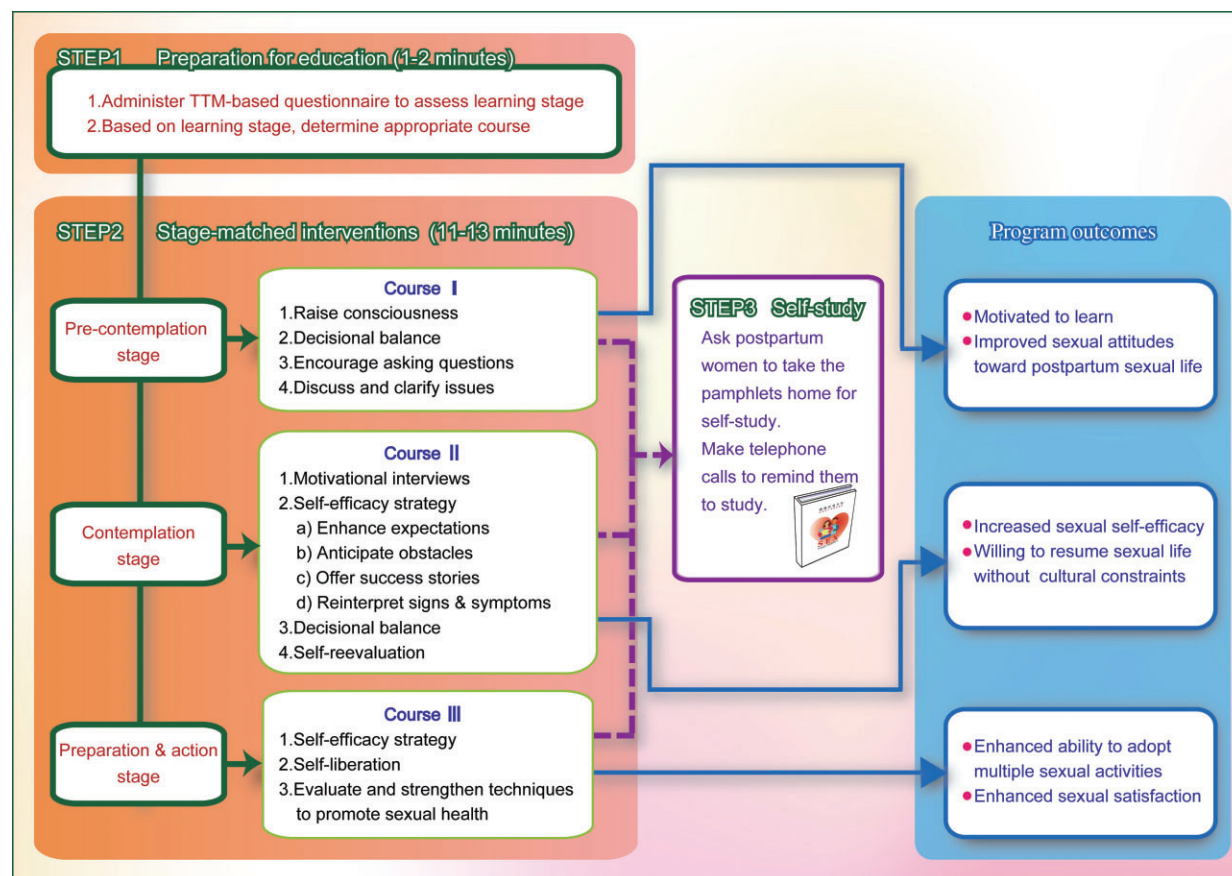 STEP1 Preparation for education (1-2 minutes)
1.Administer TTM-based questionnaire to assess learning stage
2.Based on learning stage, determine appropriate course
STEP2 Stage-matched interventions (11-13 minutes)
Pre-contemplation
stage
Course Ⅰ
1.Raise consciousness
2.Decisional balance
3.Encourage asking questions
4.Discuss and clarify issues
Contemplation
stage
Course Ⅱ
1.Motivational interviews
2.Self-efficacy strategy
a) Enhance expectations
b) Anticipate obstacles
c) Offer success stories
d) Reinterpret signs & symptoms
3.Decisional balance
4.Self-reevaluation
Preparation & action
stage
Course Ⅲ
1.Self-efficacy strategy
2.Self-liberation
3.Evaluate and strengthen techniques
to promote sexual health
STEP3 Self-study
Ask postpartum
women to take the
pamphlets home for
self-study.
Make telephone
calls to remind them
to study.
SEX
Program outcomes
● Motivated to learn
● Improved sexual attitudes
toward postpartum sexual life
● Increased sexual self-efficacy
● Willing to resume sexual life
without cultural constraints
● Enhanced ability to adopt
multiple sexual activities
● Enhanced sexual satisfaction